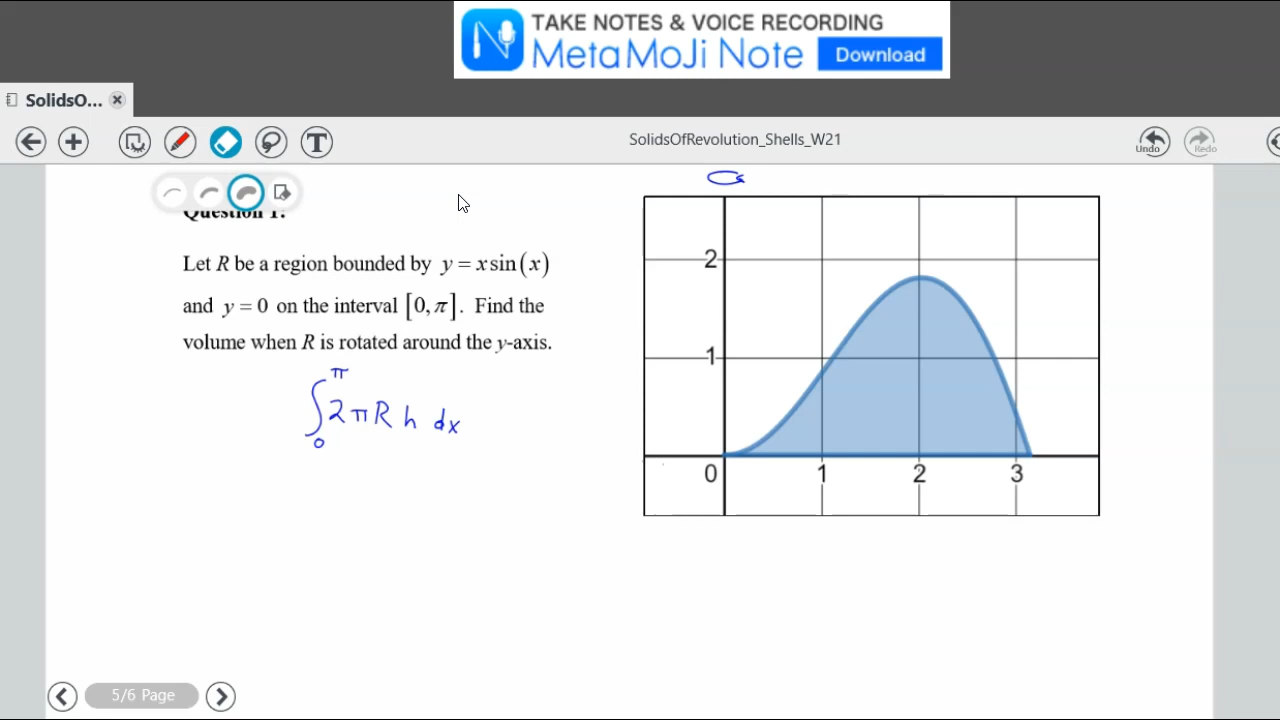 TAKE NOTES & VOICE RECORDING
MetaMoJi Note Download
SolidsO...
T
SolidsOfRevolution_Shells_W21
Undo
Redo
Question 1:
Let R be a region bounded by y = x sin(x)
and y = 0 on the interval [0, π]. Find the
volume when R is rotated around the y-axis.
∫₀^π 2πRh dx
2
1
0 1 2 3
5/6 Page